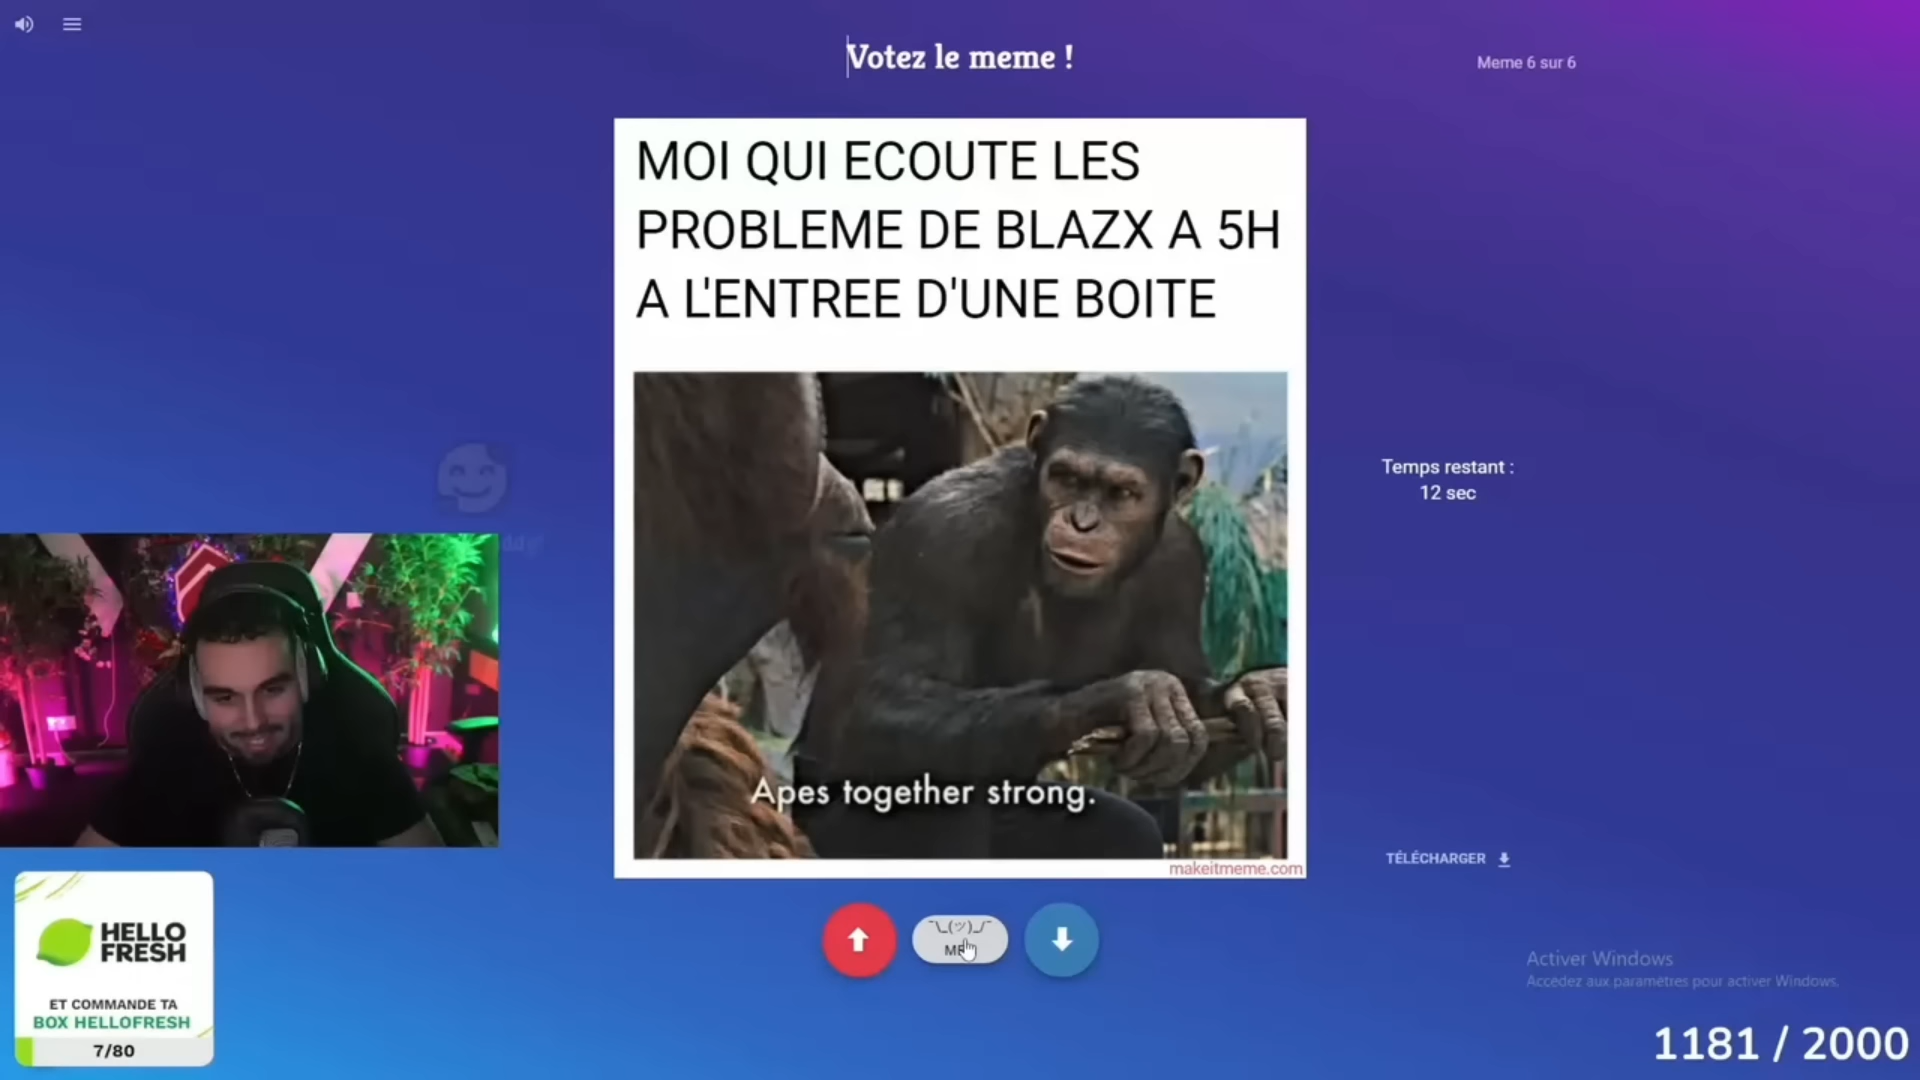 Votez le meme !
Meme 6 sur 6
MOI QUI ECOUTE LES
PROBLEME DE BLAZX A 5H
A L'ENTREE D'UNE BOITE
Apes together strong.
makeitmeme.com
Temps restant :
12 sec
TÉLÉCHARGER
¯\_(ツ)_/¯
HELLO
FRESH
ET COMMANDE TA
BOX HELLOFRESH
7/80
Activer Windows
Accédez aux paramètres pour activer Windows.
1181 / 2000